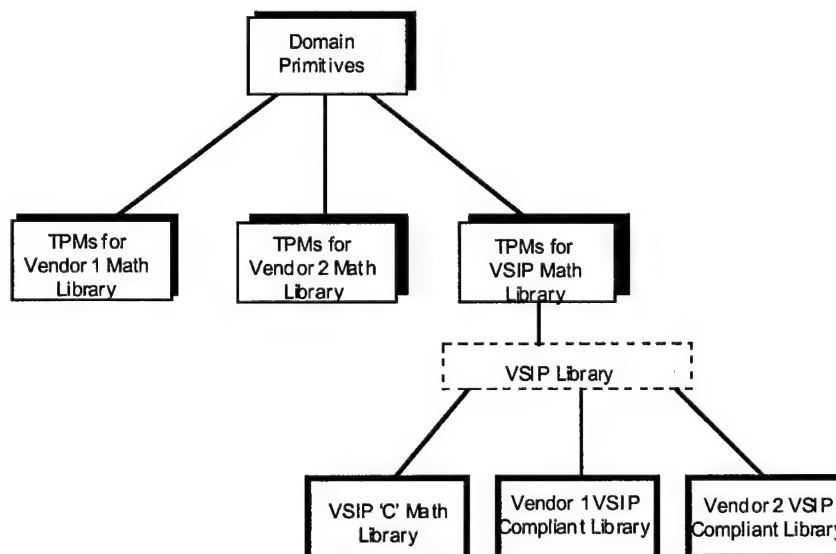 Domain
Primitives
TPMs for
Vendor 1 Math
Library
TPMs for
Vendor 2 Math
Library
TPMs for
VSIP Math
Library
VSIP Library
VSIP 'C' Math
Library
Vendor 1 VSIP
Compliant Library
Vendor 2 VSIP
Compliant Library